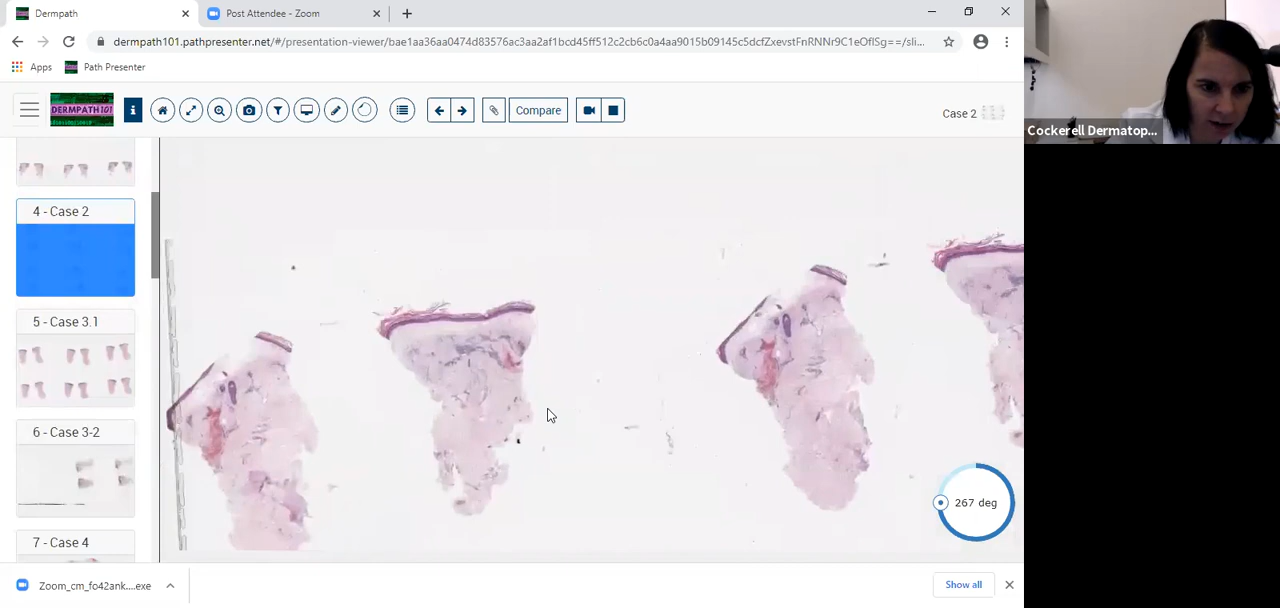 Dermpath
Post Attendee - Zoom
dermpath101.pathpresenter.net/#/presentation-viewer/bae1aa36aa0474d83576ac3aa2af1bcd45ff512c2cb6c0a4aa9015b09145c5dcfZxevstFnRNNr9C1eOflSg==/sli...
Apps
Path Presenter
DERMPATH101
Compare
Case 2
Cockerell Dermatop...
4 - Case 2
5 - Case 3.1
6 - Case 3-2
7 - Case 4
267 deg
Zoom_cm_fo42ank....exe
Show all